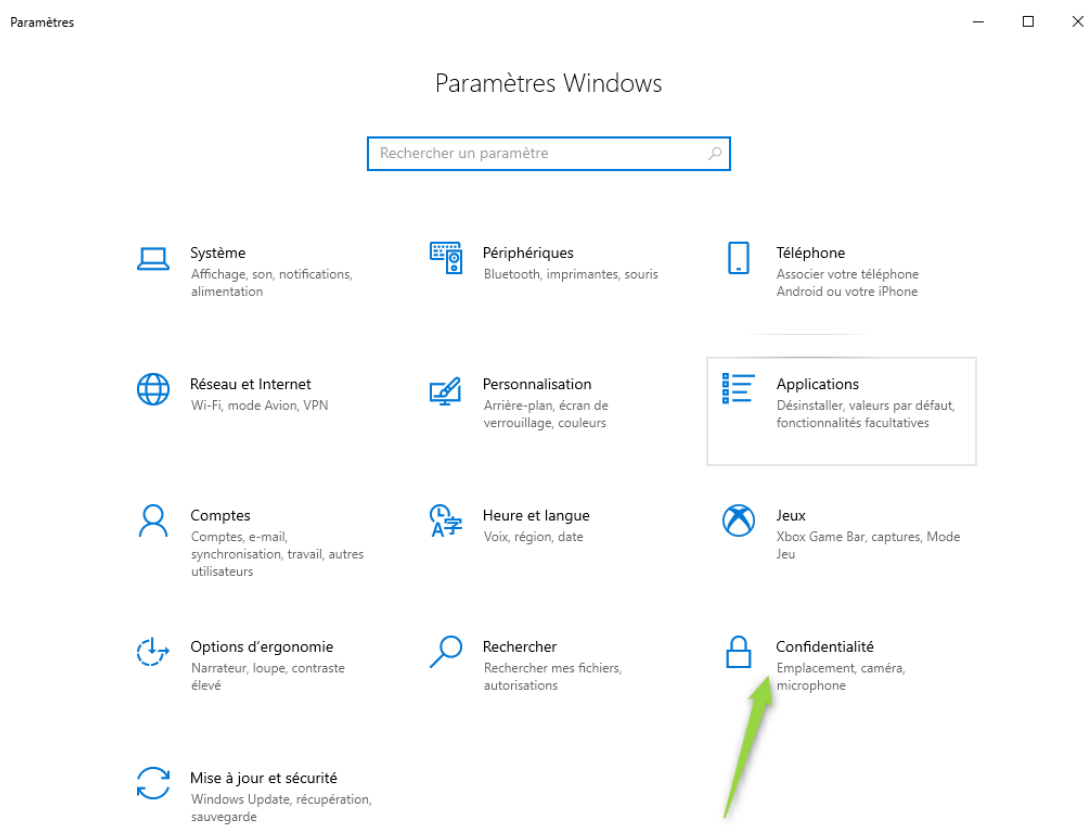 Paramètres
Paramètres Windows
Rechercher un paramètre
Système
Affichage, son, notifications,
alimentation
Périphériques
Bluetooth, imprimantes, souris
Téléphone
Associer votre téléphone
Android ou votre iPhone
Réseau et Internet
Wi-Fi, mode Avion, VPN
Personnalisation
Arrière-plan, écran de
verrouillage, couleurs
Applications
Désinstaller, valeurs par défaut,
fonctionnalités facultatives
Comptes
Comptes, e-mail,
synchronisation, travail, autres
utilisateurs
Heure et langue
Voix, région, date
Jeux
Xbox Game Bar, captures, Mode
Jeu
Options d'ergonomie
Narrateur, loupe, contraste
élevé
Rechercher
Rechercher mes fichiers,
autorisations
Confidentialité
Emplacement, caméra,
microphone
Mise à jour et sécurité
Windows Update, récupération,
sauvegarde